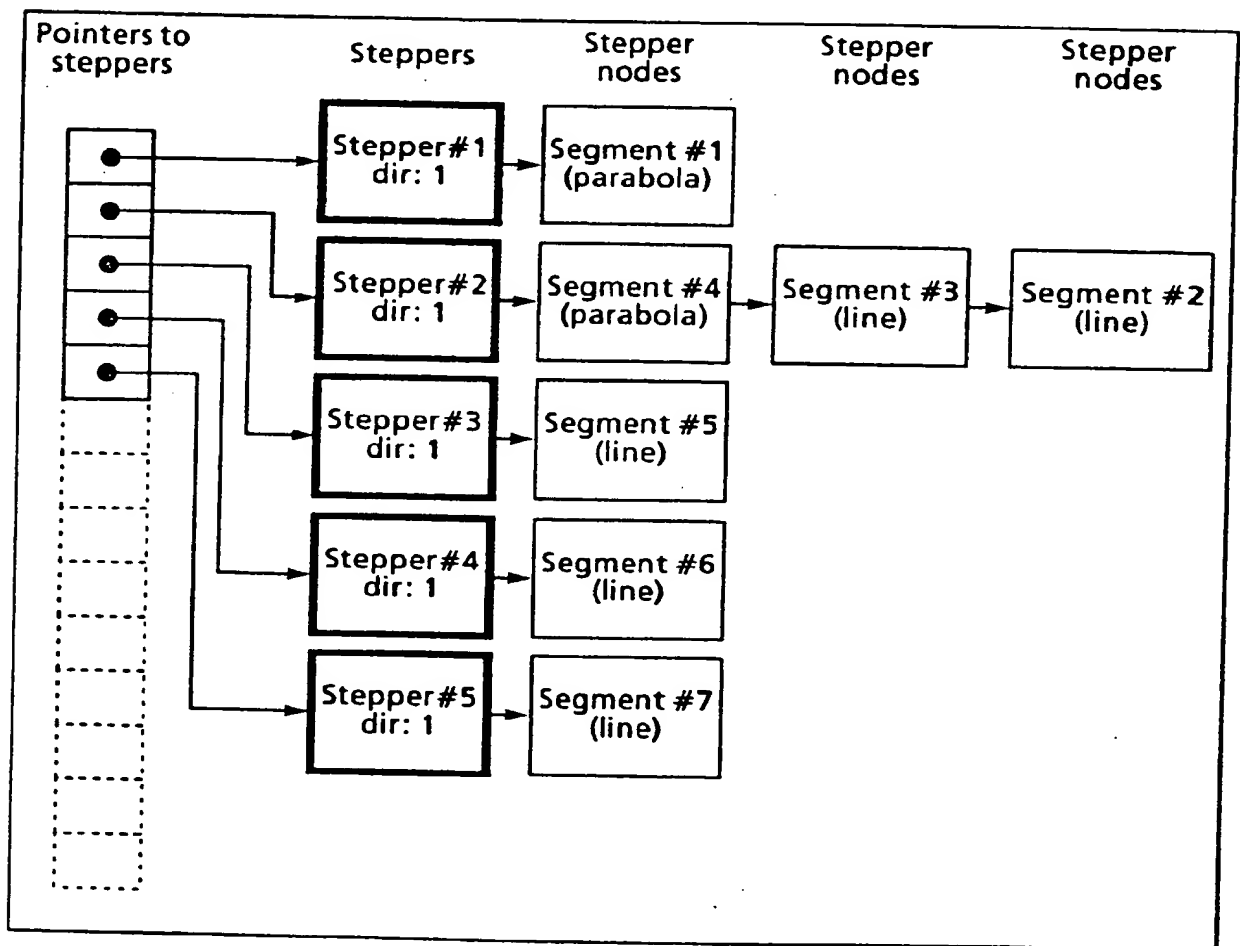 Pointers to
steppers
Steppers
Stepper
nodes
Stepper
nodes
Stepper
nodes
Stepper#1
dir: 1
Segment #1
(parabola)
Stepper#2
dir: 1
Segment #4
(parabola)
Segment #3
(line)
Segment #2
(line)
Stepper#3
dir: 1
Segment #5
(line)
Stepper#4
dir: 1
Segment #6
(line)
Stepper#5
dir: 1
Segment #7
(line)